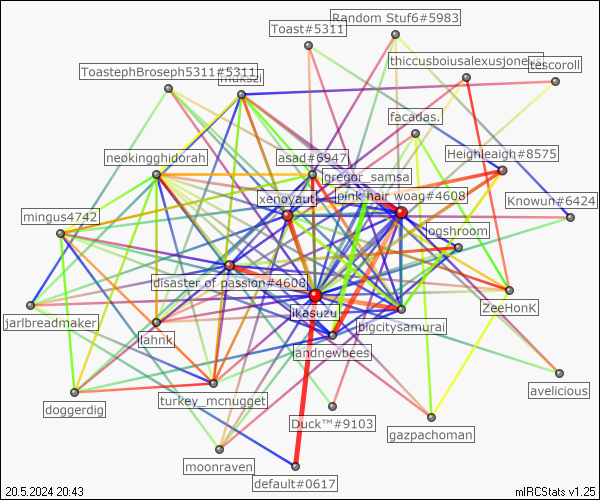 Random Stuf6#5983
Toast#5311
thiccusboiusalexusjones
tescoroll
ToastephBroseph5311#5311
mukszi
facadas.
neokingghidorah
asad#6947
Heighleaigh#8575
gregor_samsa
xenoyaut
pink hair woag#4608
Knowun#6424
mingus4742
logshroom
disaster of passion#4608
ZeeHonK
jarlbreadmaker
ikasuzu
bigcitysamurai
lahnk
andnewbees
avelicious
doggerdig
turkey_mcnugget
Duck™#9103
gazpachoman
moonraven
default#0617
20.5.2024 20:43
mIRCStats v1.25